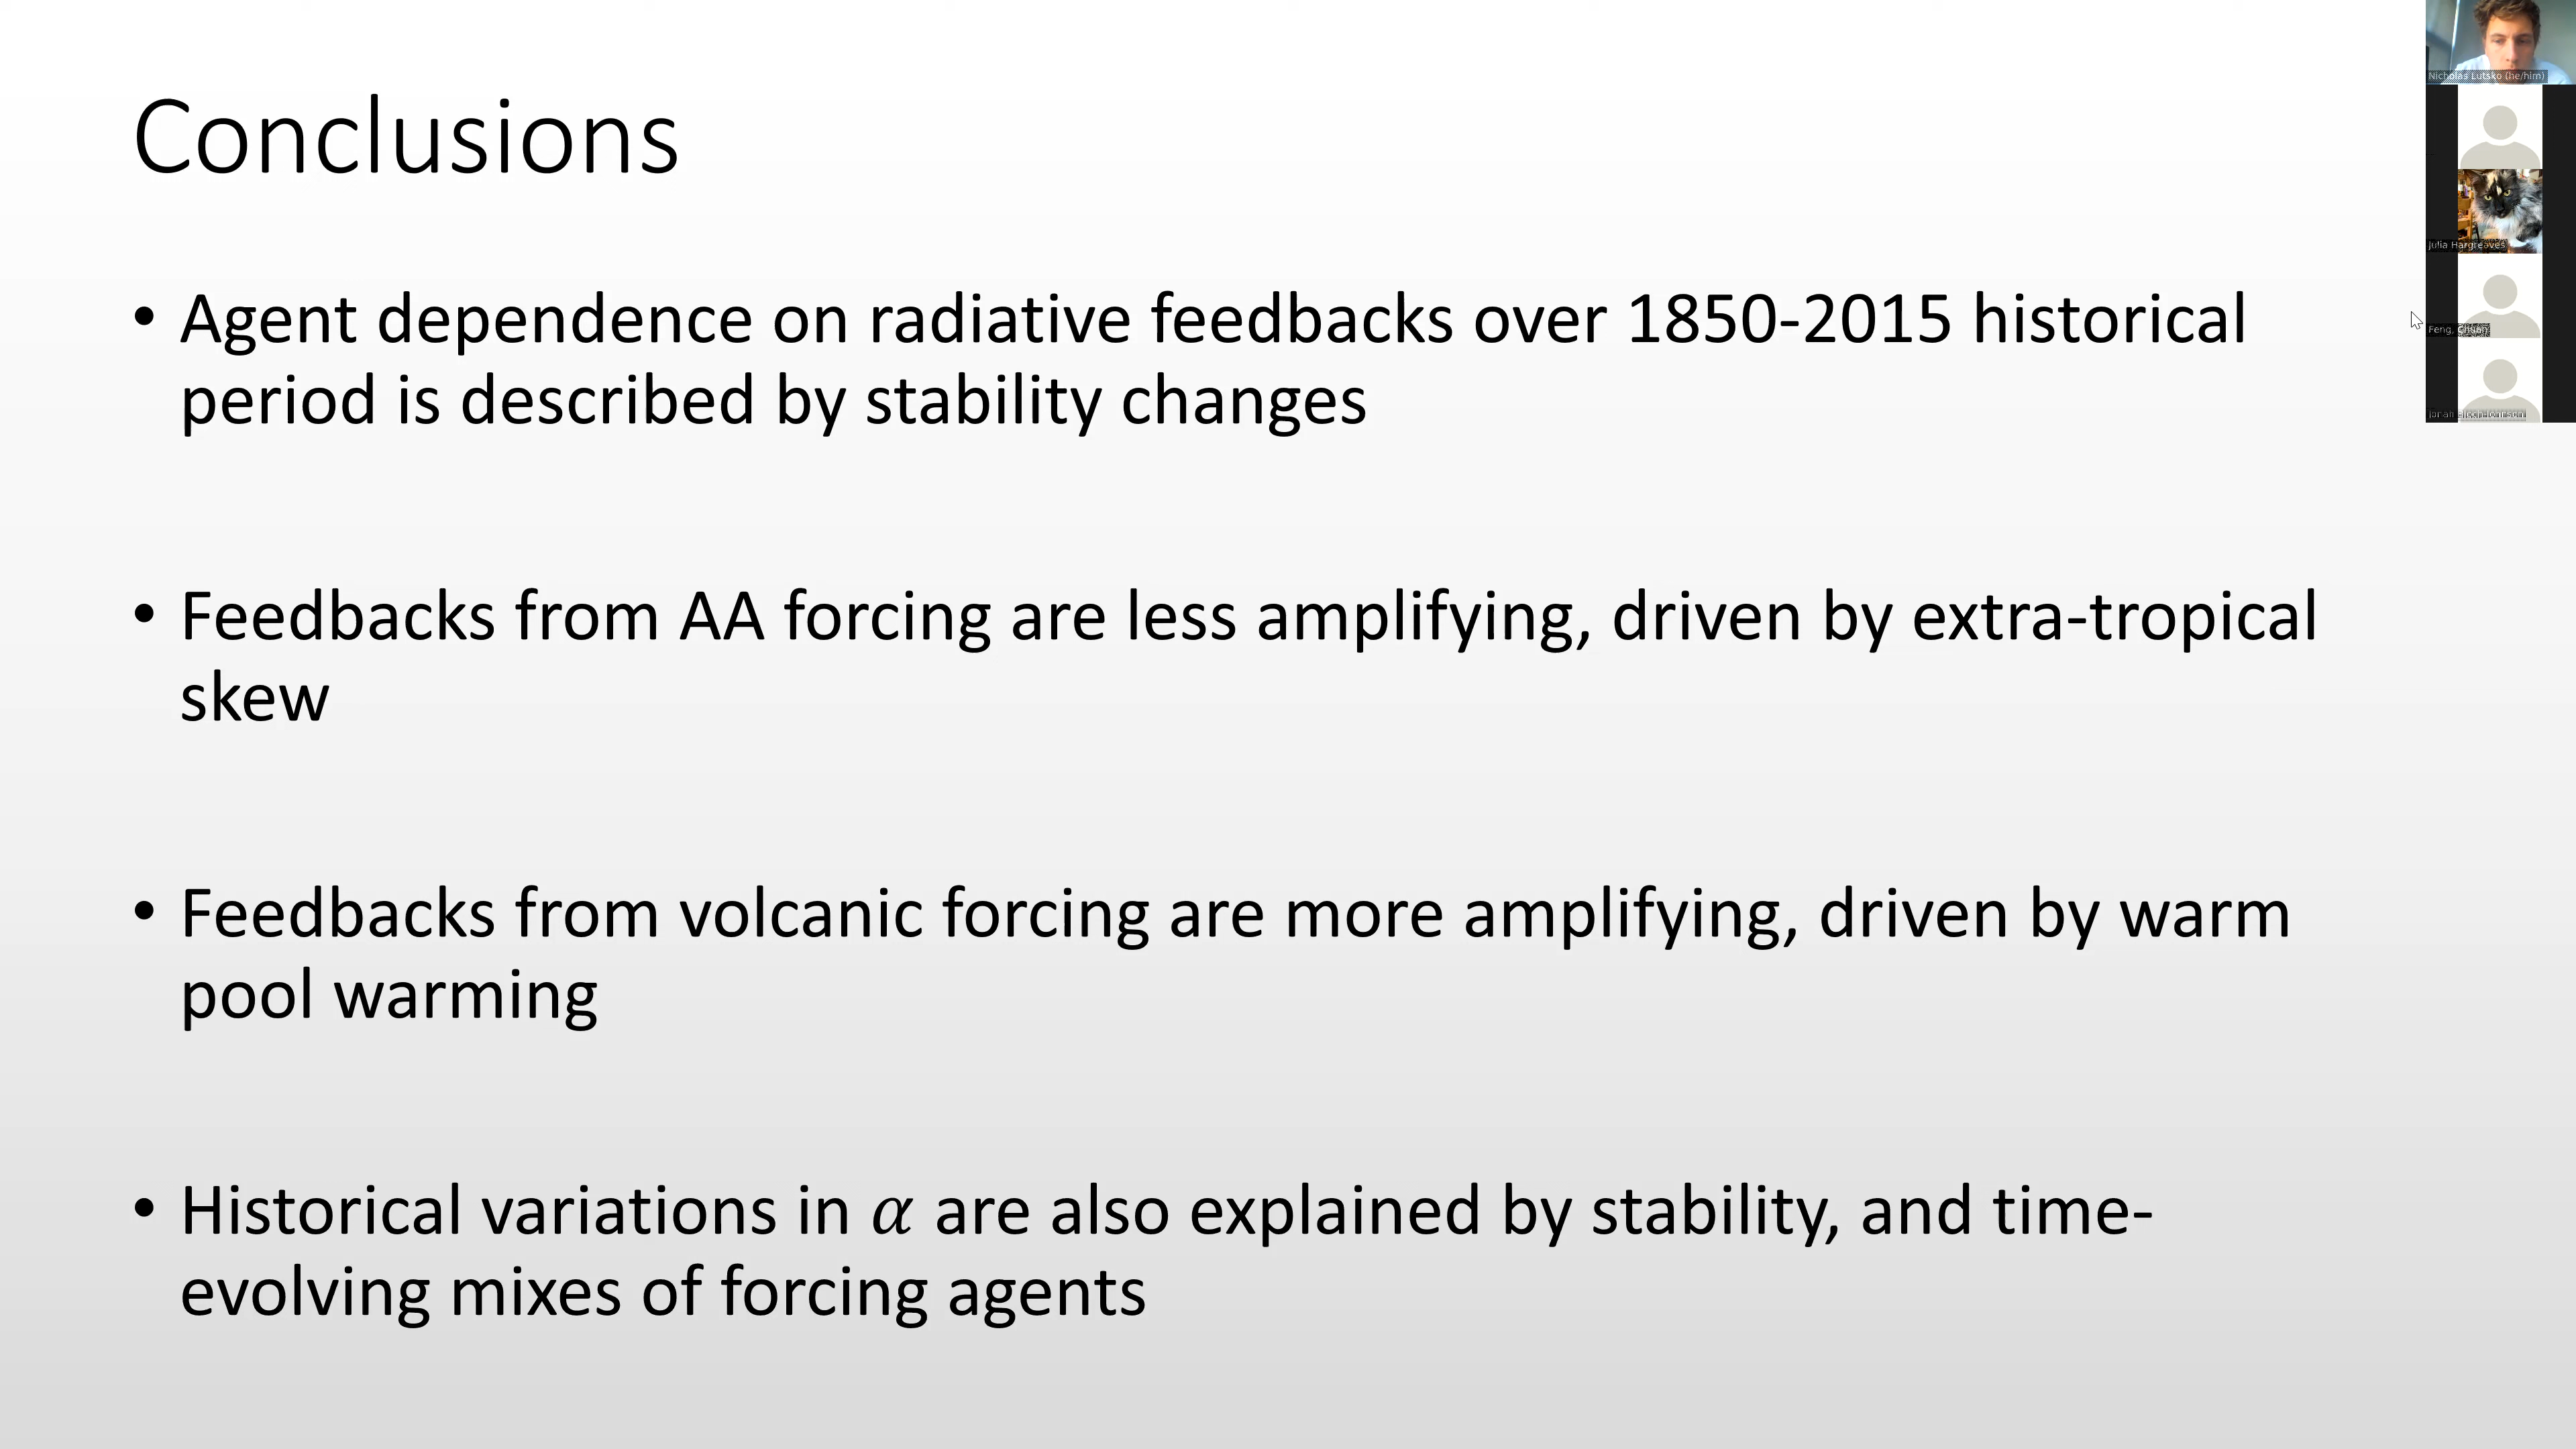 Conclusions
• Agent dependence on radiative feedbacks over 1850-2015 historical
period is described by stability changes
• Feedbacks from AA forcing are less amplifying, driven by extra-tropical
skew
• Feedbacks from volcanic forcing are more amplifying, driven by warm
pool warming
• Historical variations in α are also explained by stability, and time-
evolving mixes of forcing agents
Nicholas Lutsko (he/him)
Julia Hargreaves
Feng,